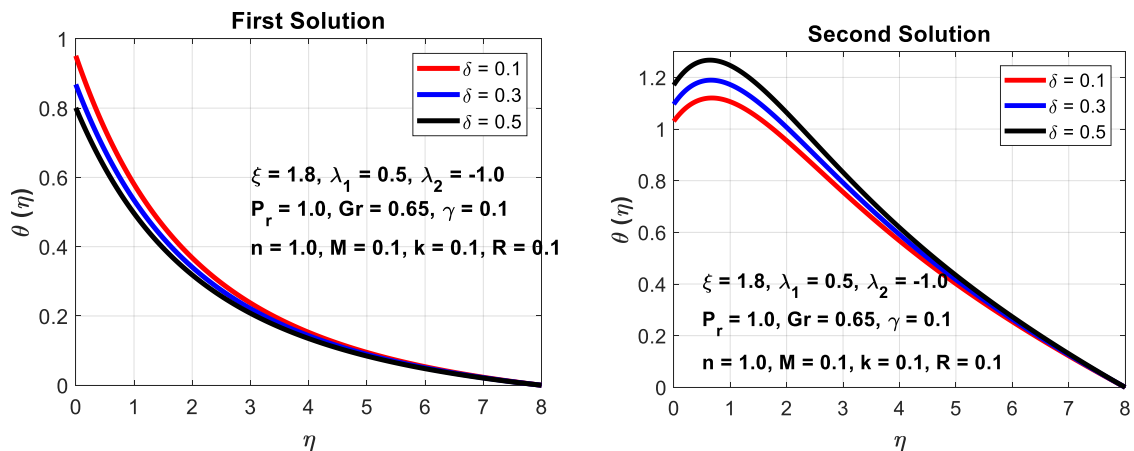 First Solution
1
0.8
0.6
0.4
0.2
0
0 1 2 3 4 5 6 7 8
θ (η)
η
δ = 0.1
δ = 0.3
δ = 0.5
ξ = 1.8, λ1 = 0.5, λ2 = -1.0
Pr = 1.0, Gr = 0.65, γ = 0.1
n = 1.0, M = 0.1, k = 0.1, R = 0.1
Second Solution
1.2
1
0.8
0.6
0.4
0.2
0
0 1 2 3 4 5 6 7 8
θ (η)
η
δ = 0.1
δ = 0.3
δ = 0.5
ξ = 1.8, λ1 = 0.5, λ2 = -1.0
Pr = 1.0, Gr = 0.65, γ = 0.1
n = 1.0, M = 0.1, k = 0.1, R = 0.1